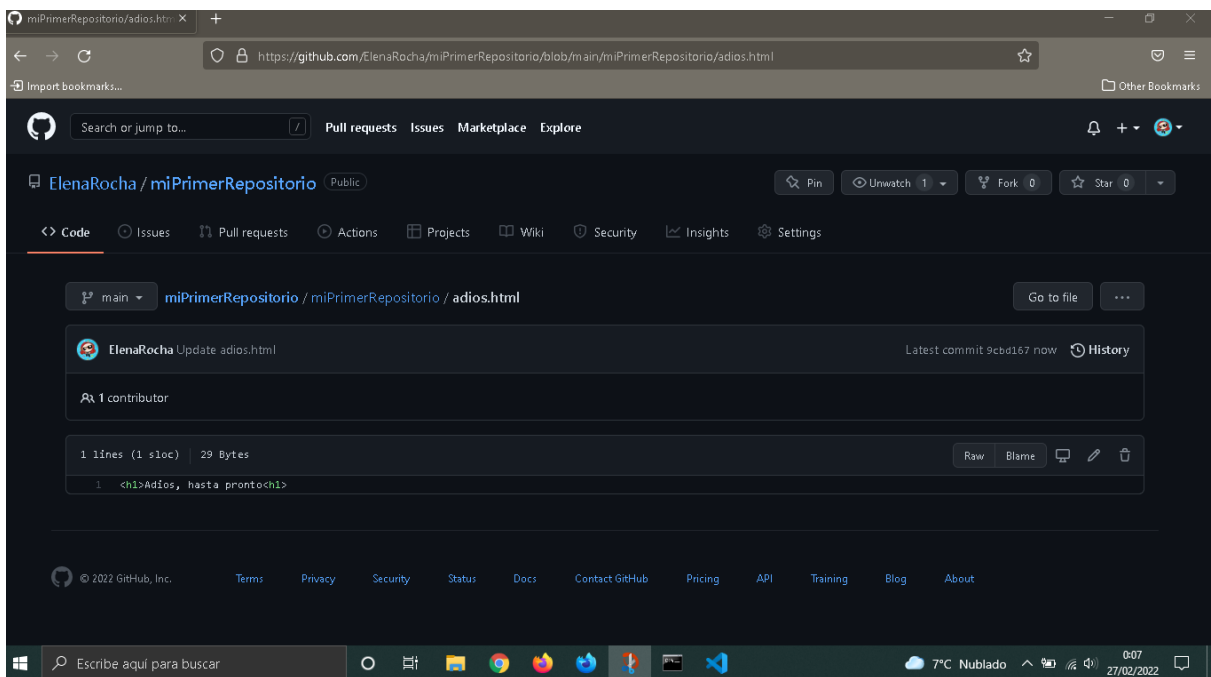 miPrimerRepositorio/adios.htm
https://github.com/ElenaRocha/miPrimerRepositorio/blob/main/miPrimerRepositorio/adios.html
Import bookmarks... Other Bookmarks
Search or jump to... / Pull requests Issues Marketplace Explore
ElenaRocha / miPrimerRepositorio Public Pin Unwatch 1 Fork 0 Star 0
<> Code Issues Pull requests Actions Projects Wiki Security Insights Settings
main miPrimerRepositorio / miPrimerRepositorio / adios.html Go to file ...
ElenaRocha Update adios.html Latest commit 9cbd167 now History
1 contributor
1 lines (1 sloc) 29 Bytes Raw Blame
1 <h1>Adios, hasta pronto<h1>
© 2022 GitHub, Inc. Terms Privacy Security Status Docs Contact GitHub Pricing API Training Blog About
Escribe aquí para buscar 7°C Nublado 0:07
27/02/2022